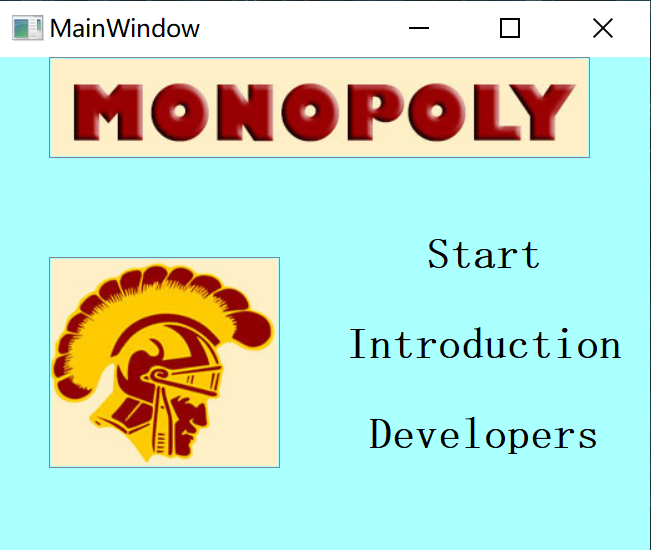 MainWindow
MONOPOLY
Start
Introduction
Developers